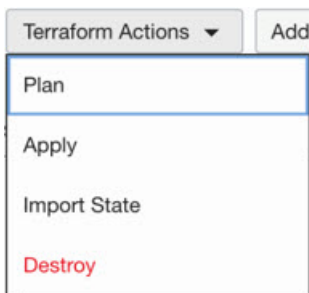 Terraform Actions
Add
Plan
Apply
Import State
Destroy